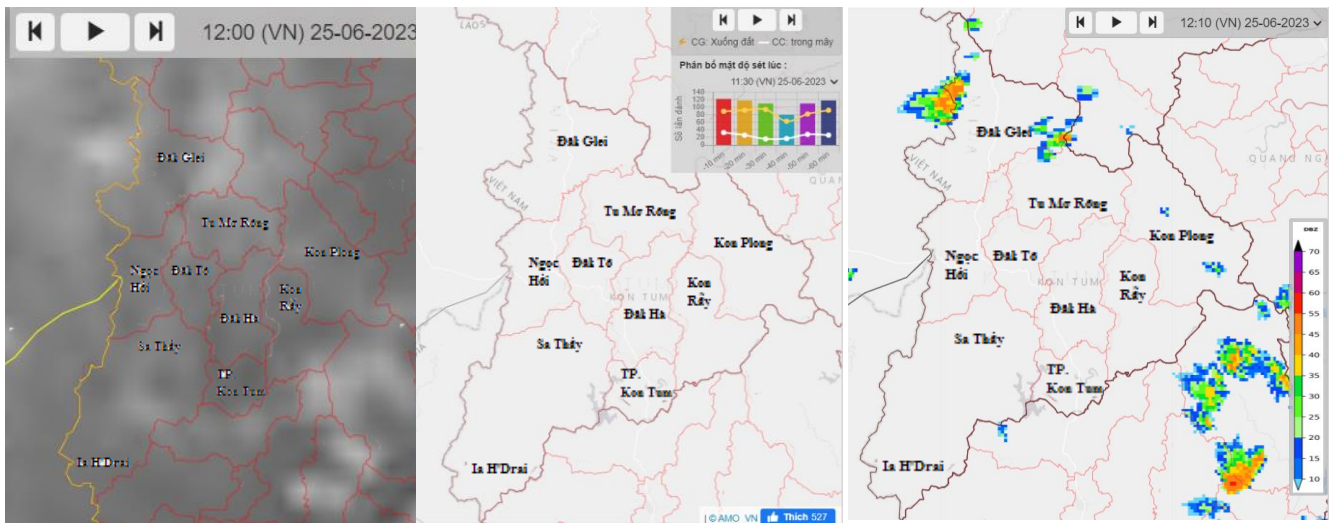 12:00 (VN) 25-06-2023
Đăk Glei
Tu Mơ Rông
Kon Plong
Ngọc
Hồi
Đăk Tô
Kon
Rẫy
Đăk Hà
Sa Thầy
TP.
Kon Tum
Ia H'Drai
LAOS
CG: Xuống đất
CC: trong mây
Phân bố mật độ sét lúc :
11:30 (VN) 25-06-2023
Số lần đánh
140
120
100
80
60
40
20
0
-10 min
-20 min
-30 min
-40 min
-50 min
-60 min
Đăk Glei
VIỆT NAM
QUAN
Tu Mơ Rông
Kon Plong
Ngọc
Hồi
Đăk Tô
KON TUM
Kon
Rẫy
Đăk Hà
Sa Thầy
TP.
Kon Tum
Ia H'Drai
| © AMO VN
Thích 527
12:10 (VN) 25-06-2023
Đăk Glei
VIỆT NAM
QUANG NG
Tu Mơ Rông
Kon Plong
Ngọc
Hồi
Đăk Tô
KON TUM
Kon
Rẫy
Đăk Hà
Sa Thầy
TP.
Kon Tum
Ia H'Drai
DBZ
70
65
60
55
50
45
40
35
30
25
20
15
10